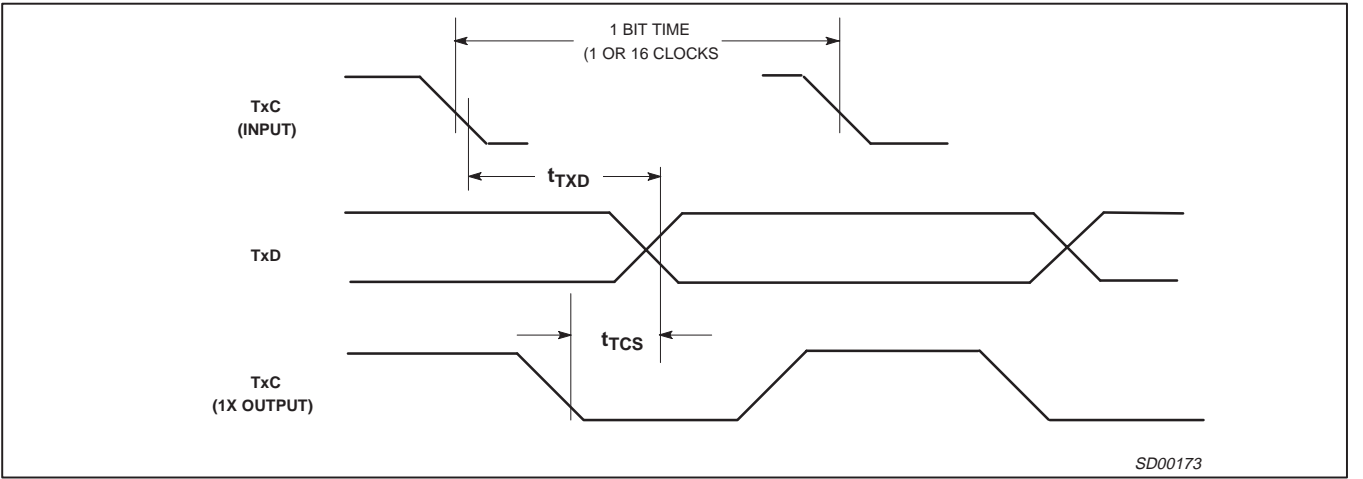 1 BIT TIME
(1 OR 16 CLOCKS
TxC
(INPUT)
tTXD
TxD
tTCS
TxC
(1X OUTPUT)
SD00173